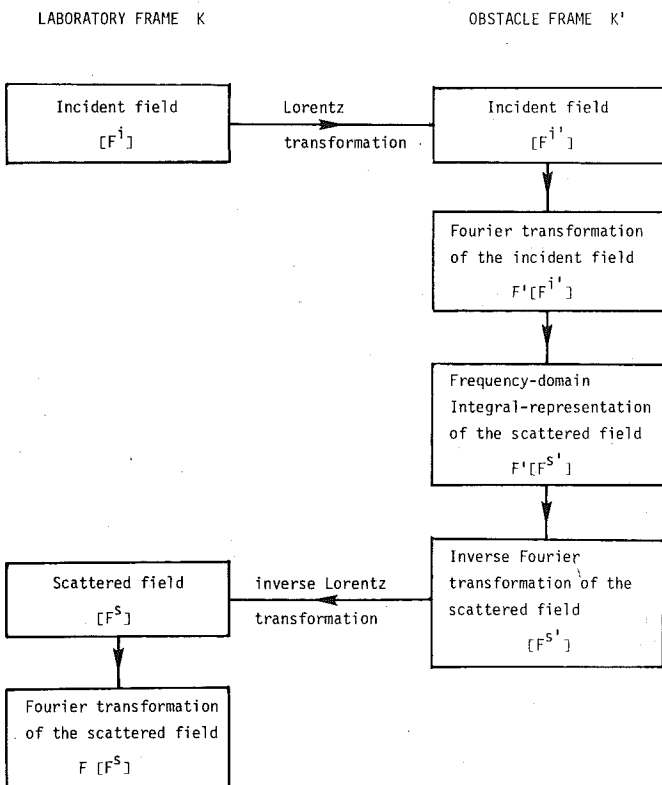 LABORATORY FRAME K
OBSTACLE FRAME K'
Incident field
[F^i]
Lorentz
transformation
Incident field
[F^i']
Fourier transformation
of the incident field
F'[F^i']
Frequency-domain
Integral-representation
of the scattered field
F'[F^s']
Inverse Fourier
transformation of the
scattered field
[F^s']
inverse Lorentz
transformation
Scattered field
[F^s]
Fourier transformation
of the scattered field
F [F^s]